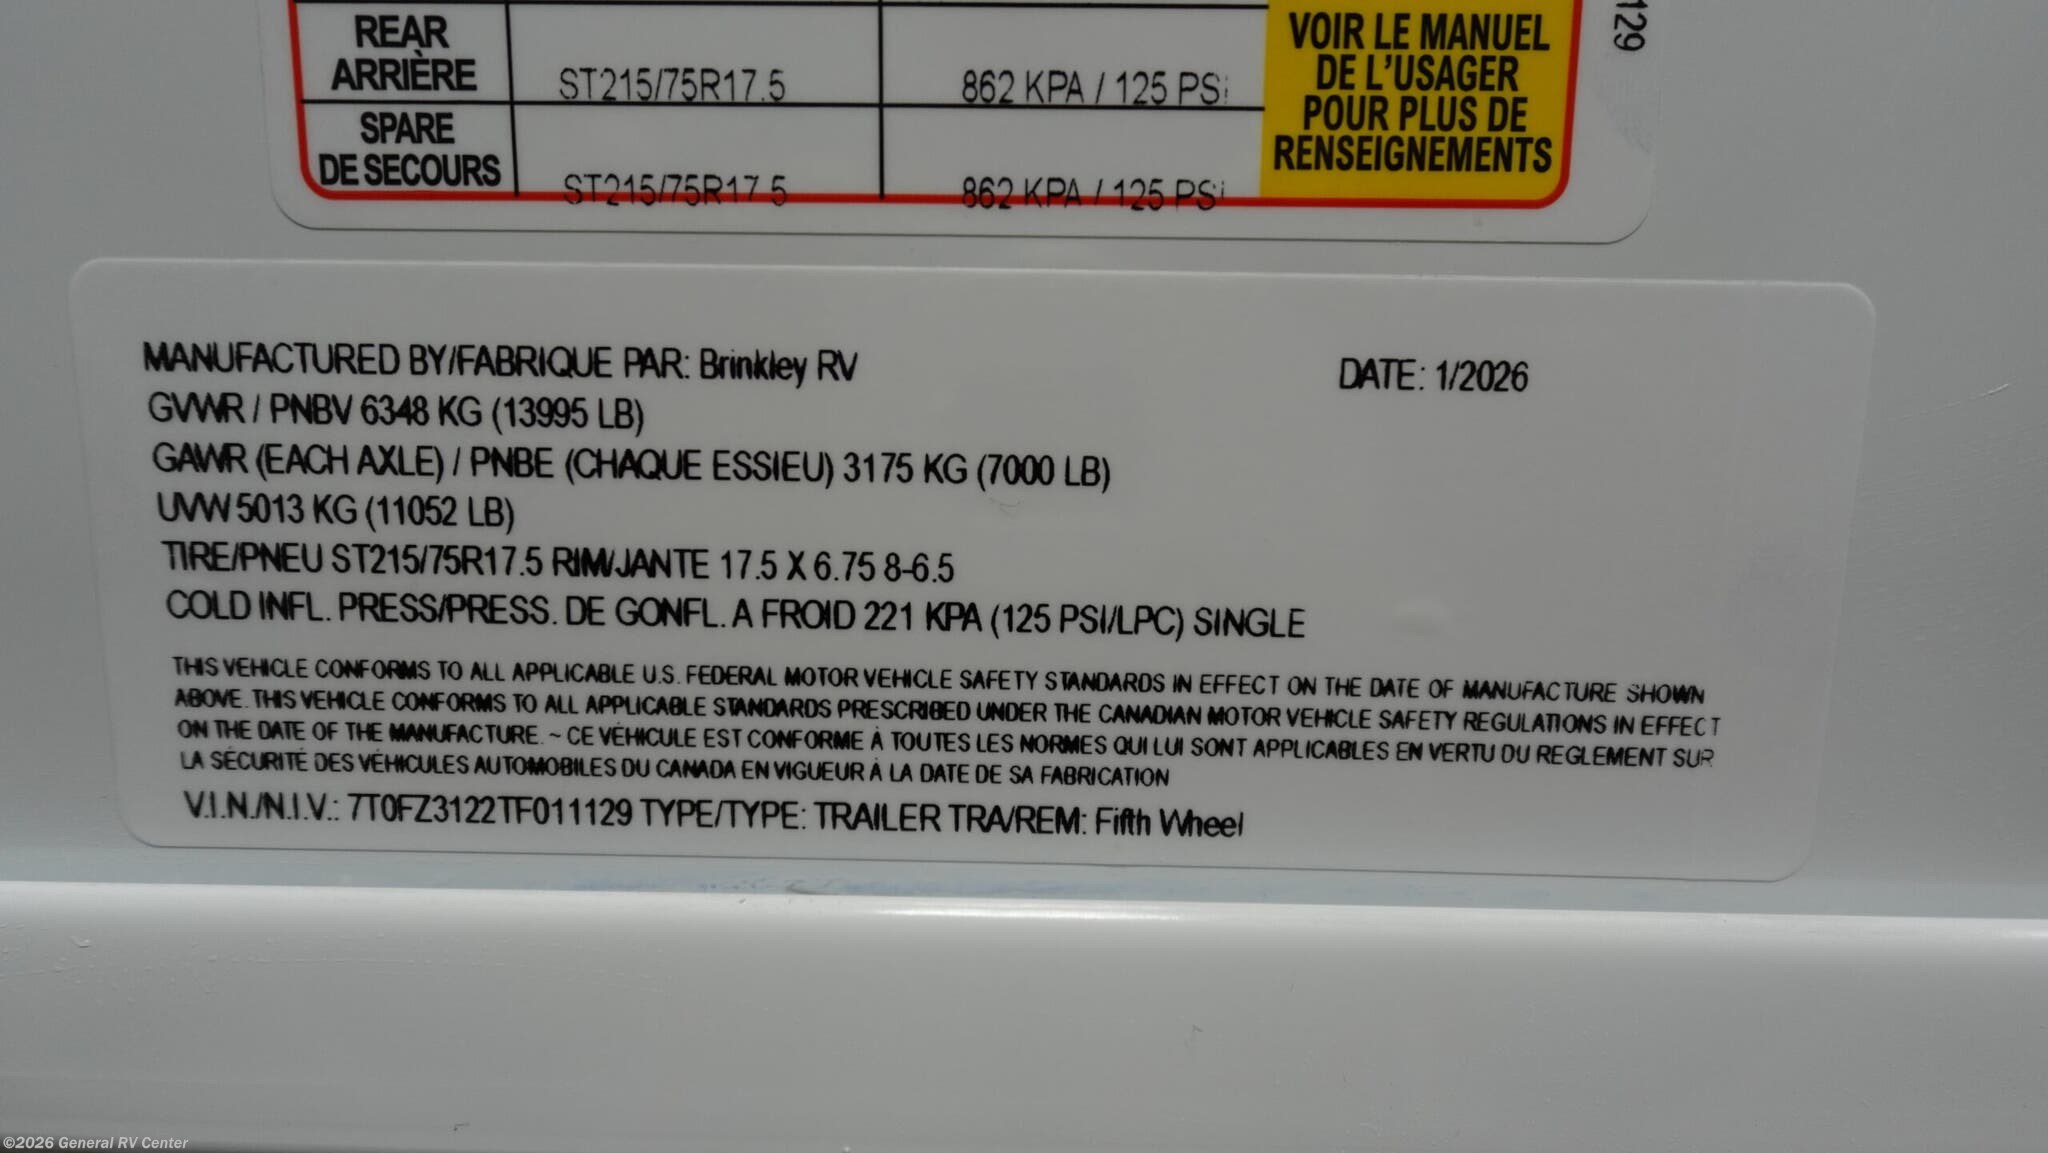 129
REAR
ARRIÈRE
ST215/75R17.5
862 KPA / 125 PSi
SPARE
DE SECOURS
ST215/75R17.5
862 KPA / 125 PSi
VOIR LE MANUEL
DE L'USAGER
POUR PLUS DE
RENSEIGNEMENTS
MANUFACTURED BY/FABRIQUE PAR: Brinkley RV
DATE: 1/2026
GVWR / PNBV 6348 KG (13995 LB)
GAWR (EACH AXLE) / PNBE (CHAQUE ESSIEU) 3175 KG (7000 LB)
UVW 5013 KG (11052 LB)
TIRE/PNEU ST215/75R17.5 RIM/JANTE 17.5 X 6.75 8-6.5
COLD INFL. PRESS/PRESS. DE GONFL. A FROID 221 KPA (125 PSI/LPC) SINGLE
THIS VEHICLE CONFORMS TO ALL APPLICABLE U.S. FEDERAL MOTOR VEHICLE SAFETY STANDARDS IN EFFECT ON THE DATE OF MANUFACTURE SHOWN
ABOVE. THIS VEHICLE CONFORMS TO ALL APPLICABLE STANDARDS PRESCRIBED UNDER THE CANADIAN MOTOR VEHICLE SAFETY REGULATIONS IN EFFECT
ON THE DATE OF THE MANUFACTURE. ~ CE VÉHICULE EST CONFORME À TOUTES LES NORMES QUI LUI SONT APPLICABLES EN VERTU DU REGLEMENT SUR
LA SÉCURITÉ DES VÉHICULES AUTOMOBILES DU CANADA EN VIGUEUR À LA DATE DE SA FABRICATION
V.I.N./N.I.V.: 7T0FZ3122TF011129 TYPE/TYPE: TRAILER TRA/REM: Fifth Wheel
©2026 General RV Center